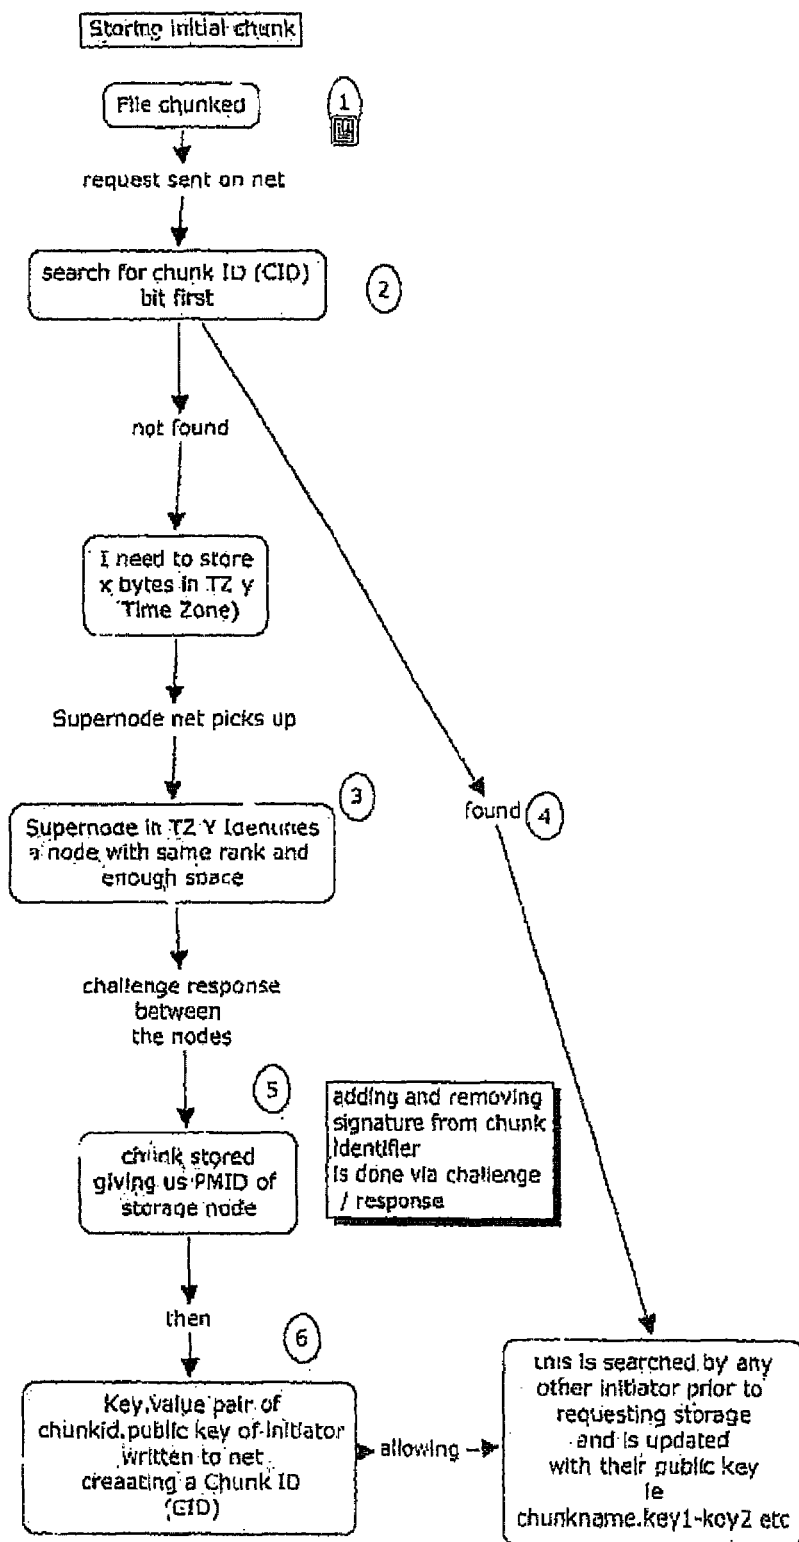 Storing initial chunk
File chunked
1
request sent on net
search for chunk ID (CID)
bit first
2
not found
I need to store
x bytes in TZ y
Time Zone)
Supernode net picks up
3
Supernode in TZ Y Identifies
a node with same rank and
enough space
found
4
challenge response
between
the nodes
5
adding and removing
signature from chunk
identifier
is done via challenge
/ response
chunk stored
giving us PMID of
storage node
then
6
Key.value pair of
chunkid.public key of initiator
written to net
creaating a Chunk ID
(CID)
allowing
this is searched by any
other initiator prior to
requesting storage
and is updated
with their public key
ie
chunkname.key1-key2 etc